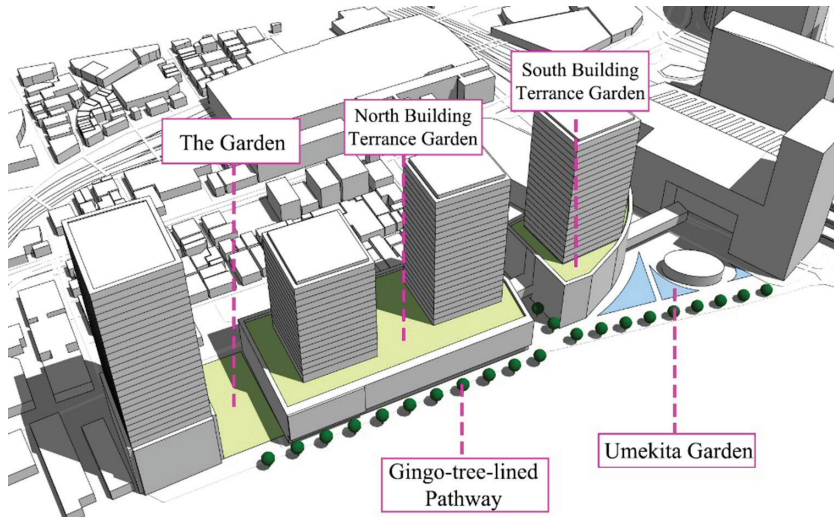 South Building
Terrance Garden
North Building
Terrance Garden
The Garden
Umekita Garden
Gingo-tree-lined
Pathway